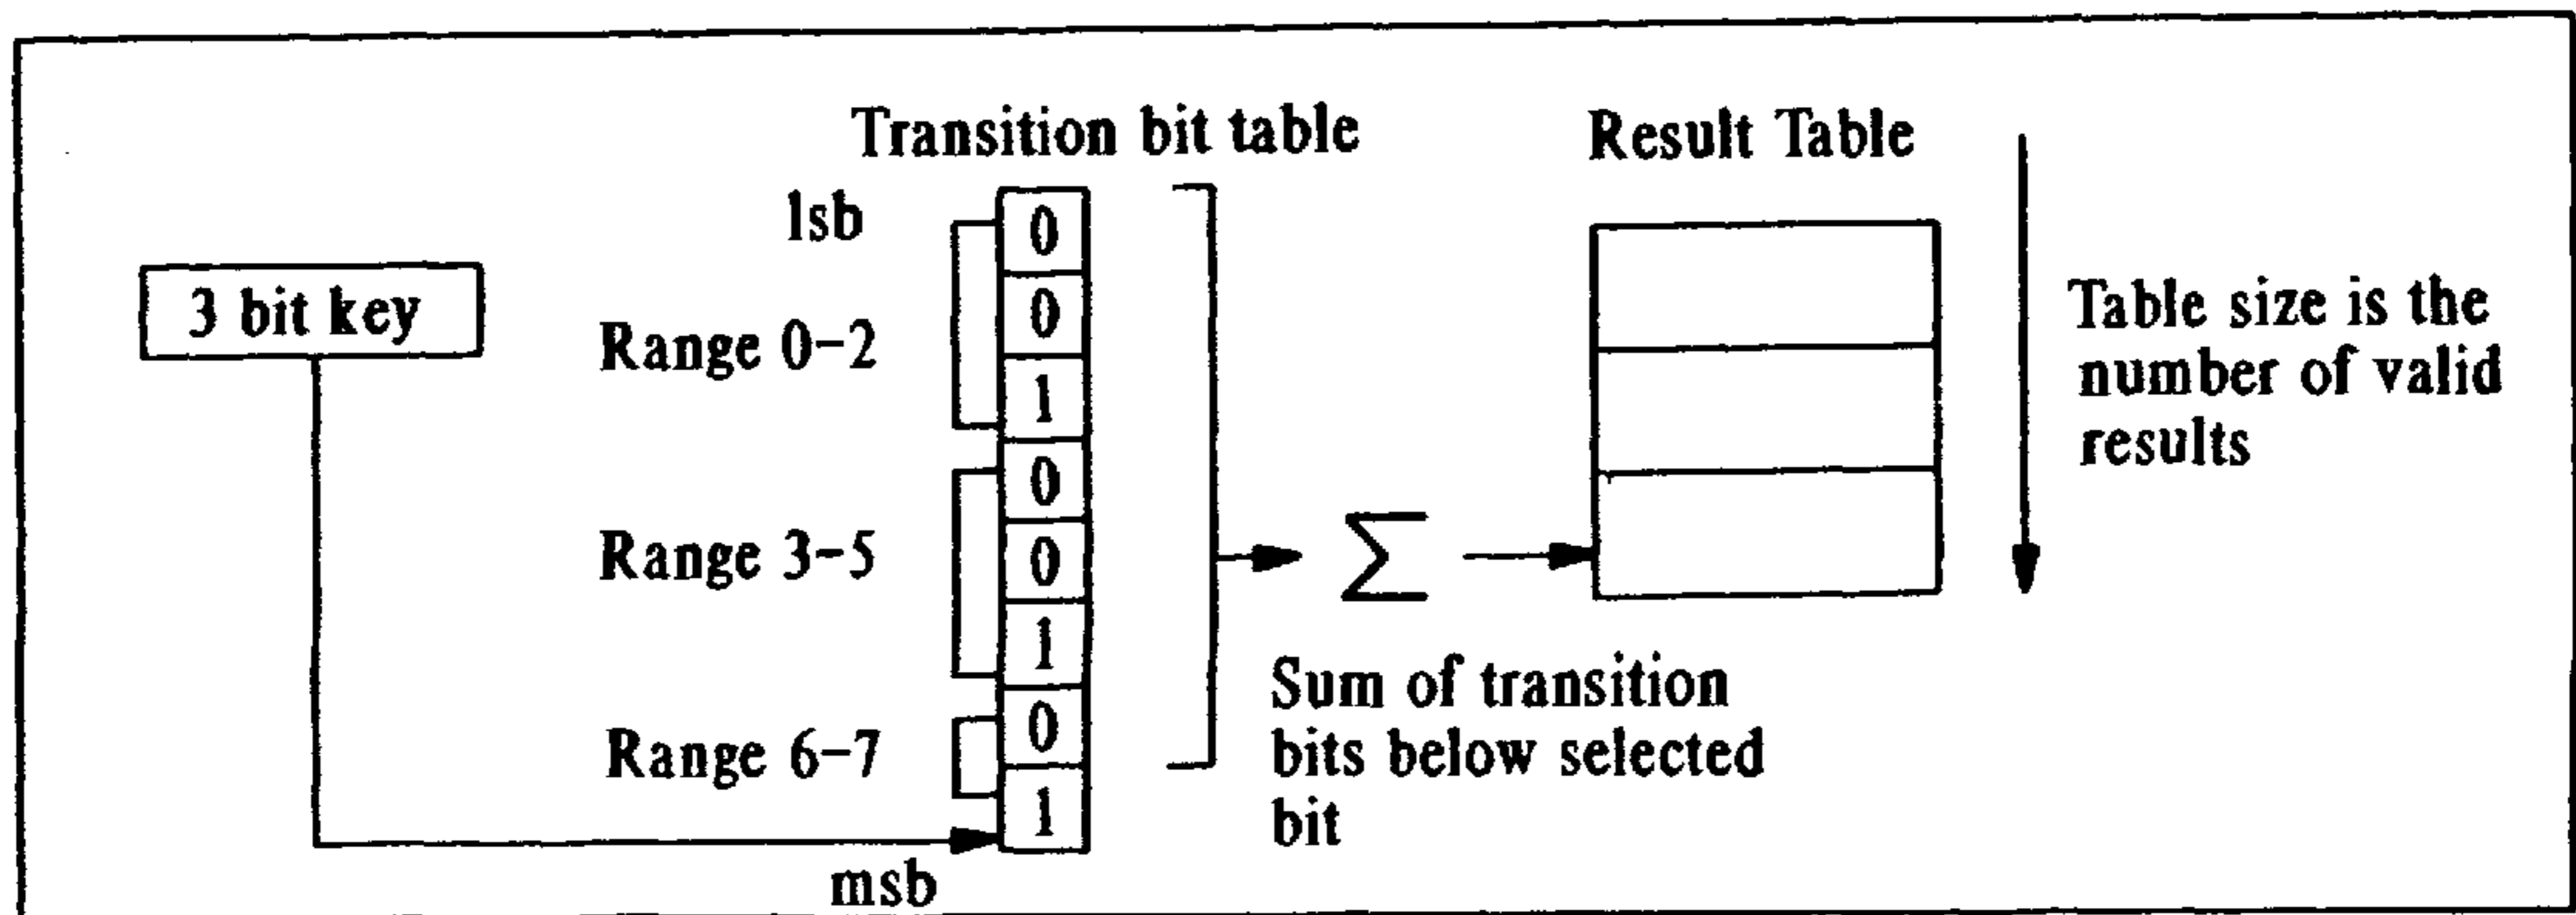 Transition bit table
Result Table
lsb
3 bit key
Range 0-2
Range 3-5
Range 6-7
0
0
1
0
0
1
0
1
msb
Σ
Sum of transition
bits below selected
bit
Table size is the
number of valid
results